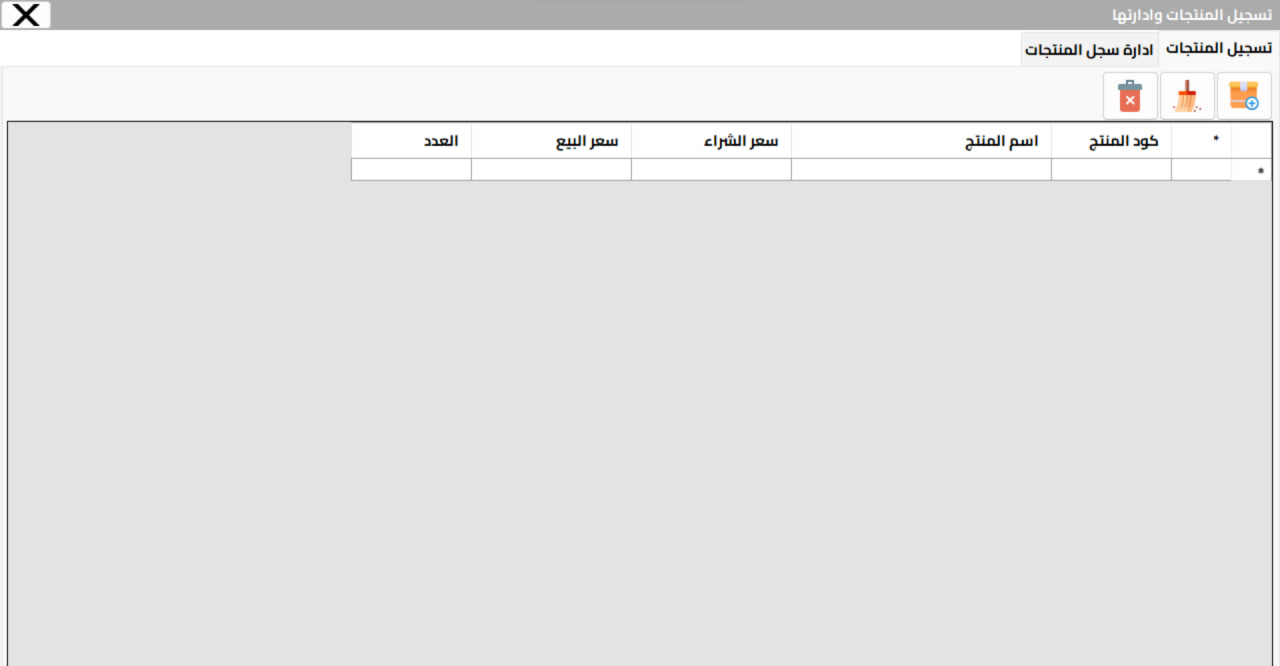 تسجيل المنتجات وادارتها
تسجيل المنتجات ادارة سجل المنتجات
* كود المنتج اسم المنتج سعر الشراء سعر البيع العدد
*